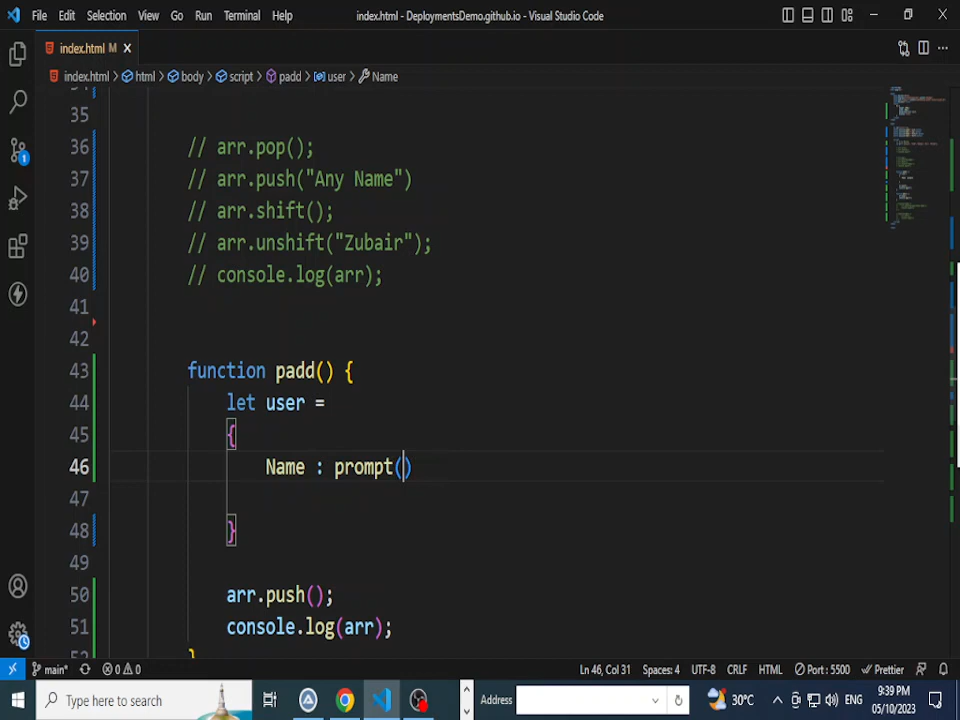 File Edit Selection View Go Run Terminal Help index.html - DeploymentsDemo.github.io - Visual Studio Code
index.html M
index.html > html > body > script > padd > user > Name
35
36 // arr.pop();
37 // arr.push("Any Name")
38 // arr.shift();
39 // arr.unshift("Zubair");
40 // console.log(arr);
41
42
43 function padd() {
44 let user =
45 {
46 Name : prompt()
47
48 }
49
50 arr.push();
51 console.log(arr);
}
1
main* 0 0 Ln 46, Col 31 Spaces: 4 UTF-8 CRLF HTML Port : 5500 Prettier
Type here to search Address 30°C ENG 9:39 PM
05/10/2023